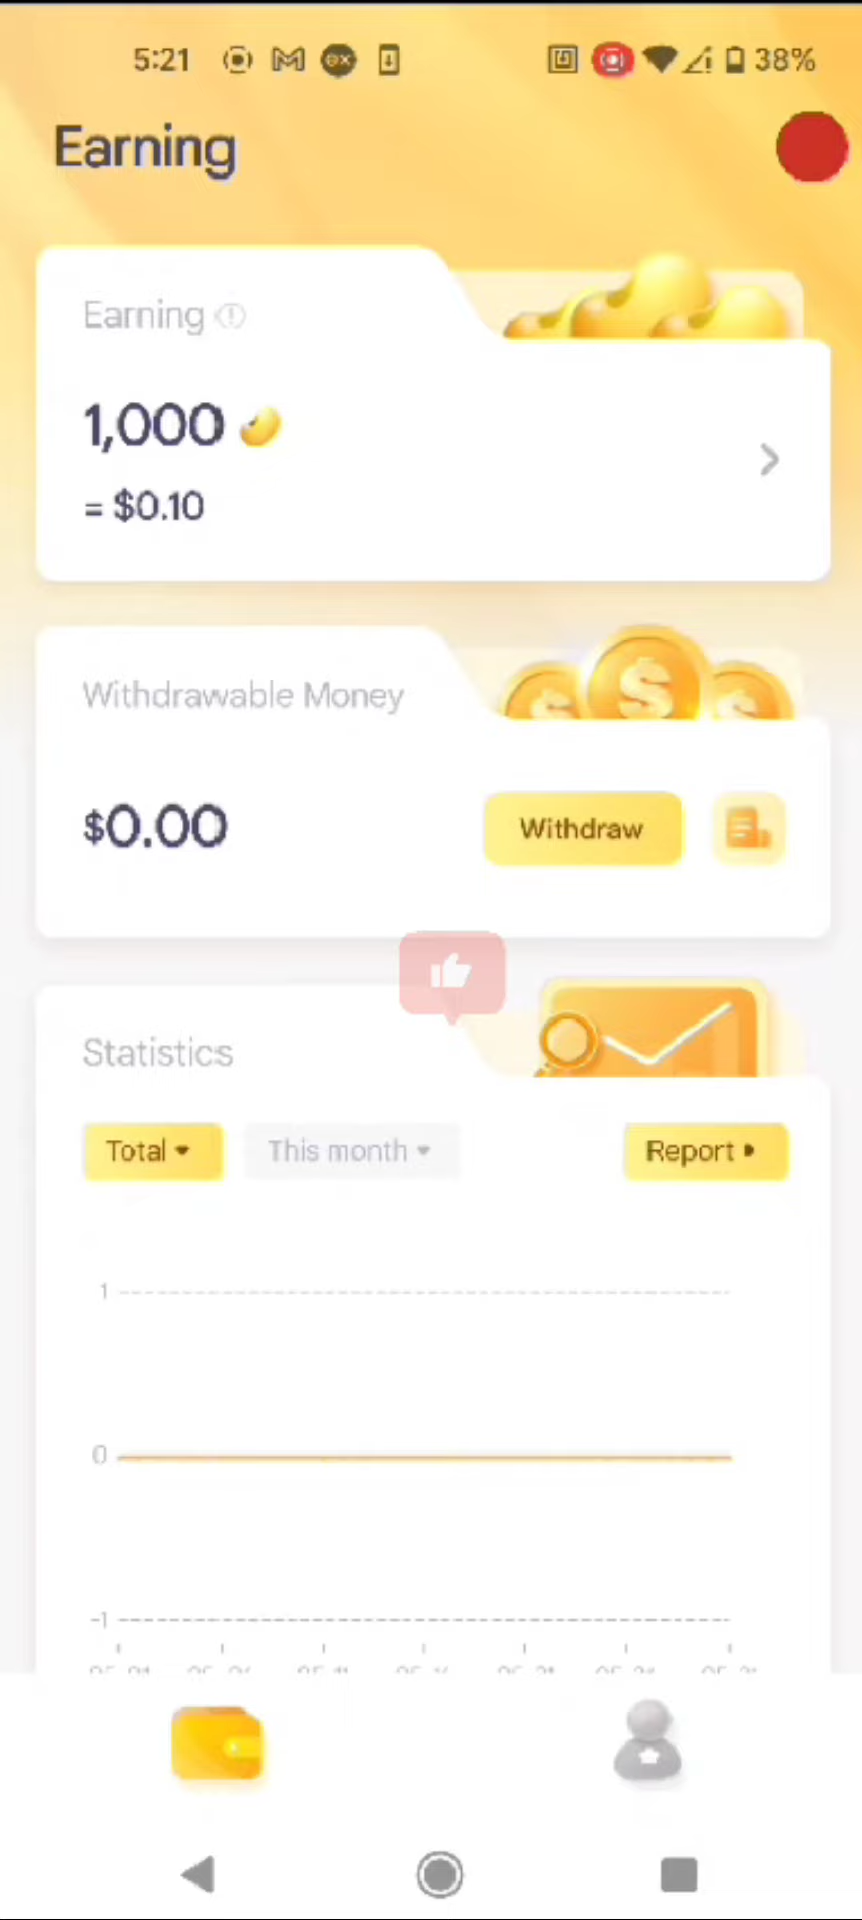 5:21
38%
Earning
Earning
1,000
= $0.10
Withdrawable Money
$0.00
Withdraw
Statistics
Total
This month
Report
1
0
-1